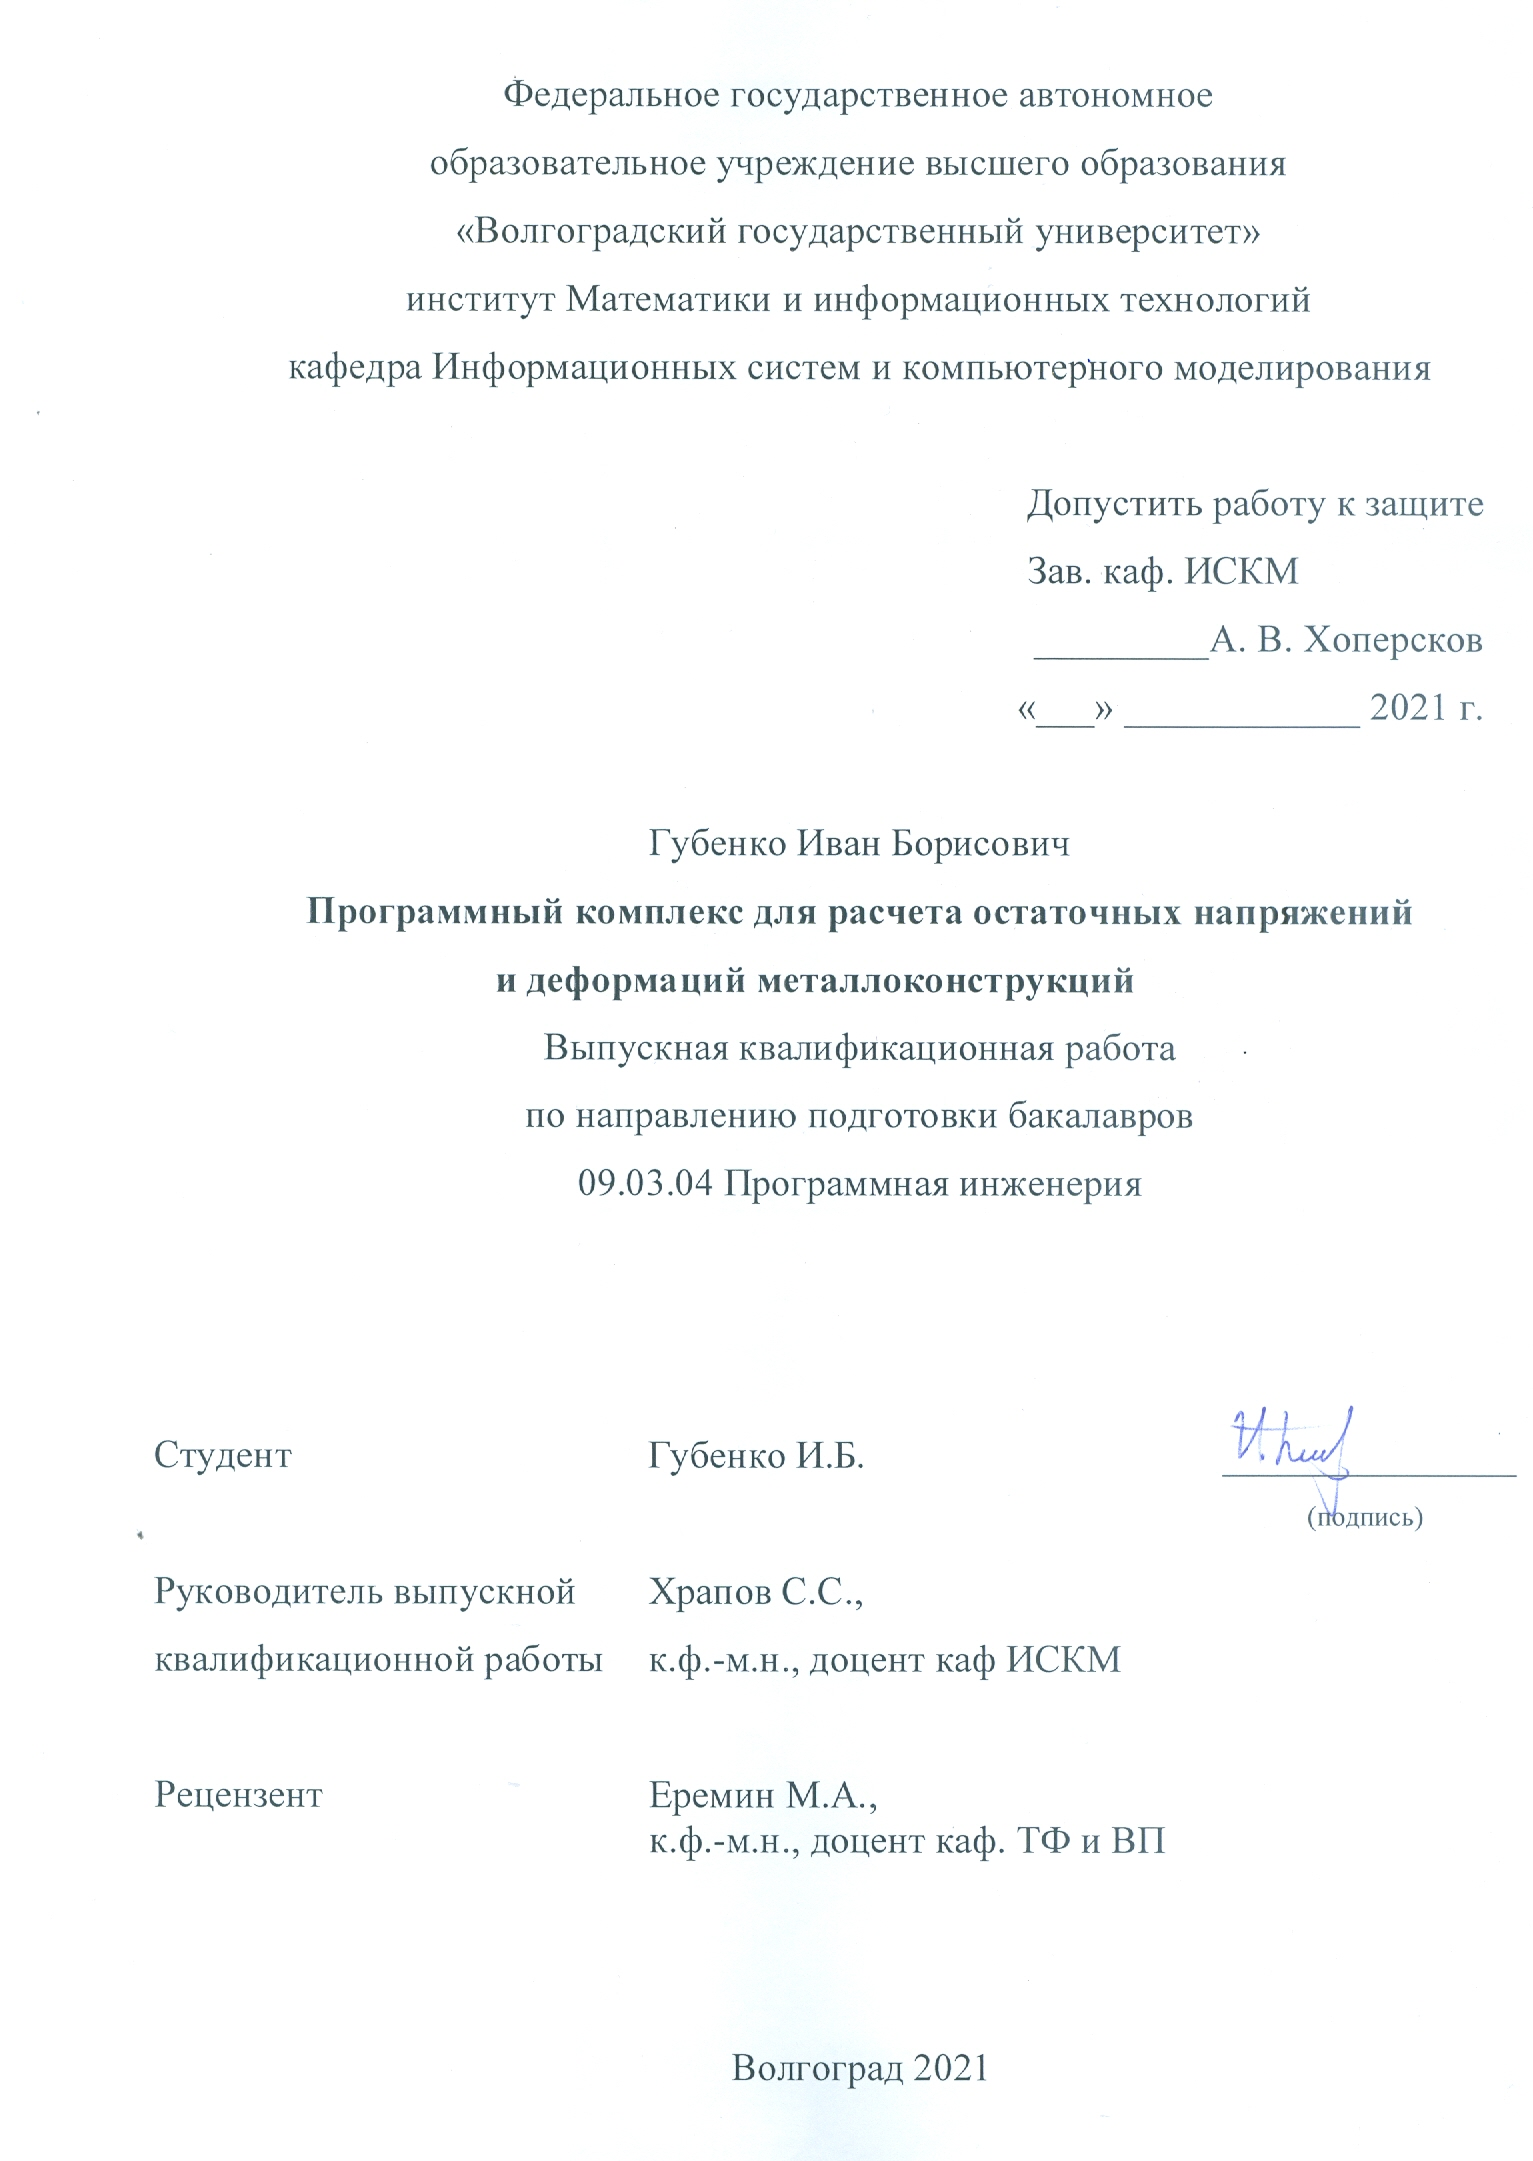 Федеральное государственное автономное
образовательное учреждение высшего образования
«Волгоградский государственный университет»
институт Математики и информационных технологий
кафедра Информационных систем и компьютерного моделирования
Допустить работу к защите
Зав. каф. ИСКМ
_________А. В. Хоперсков
«___» ____________ 2021 г.
Губенко Иван Борисович
Программный комплекс для расчета остаточных напряжений
и деформаций металлоконструкций
Выпускная квалификационная работа
по направлению подготовки бакалавров
09.03.04 Программная инженерия
Студент Губенко И.Б.
(подпись)
Руководитель выпускной Храпов С.С.,
квалификационной работы к.ф.-м.н., доцент каф ИСКМ
Рецензент Еремин М.А.,
к.ф.-м.н., доцент каф. ТФ и ВП
Волгоград 2021